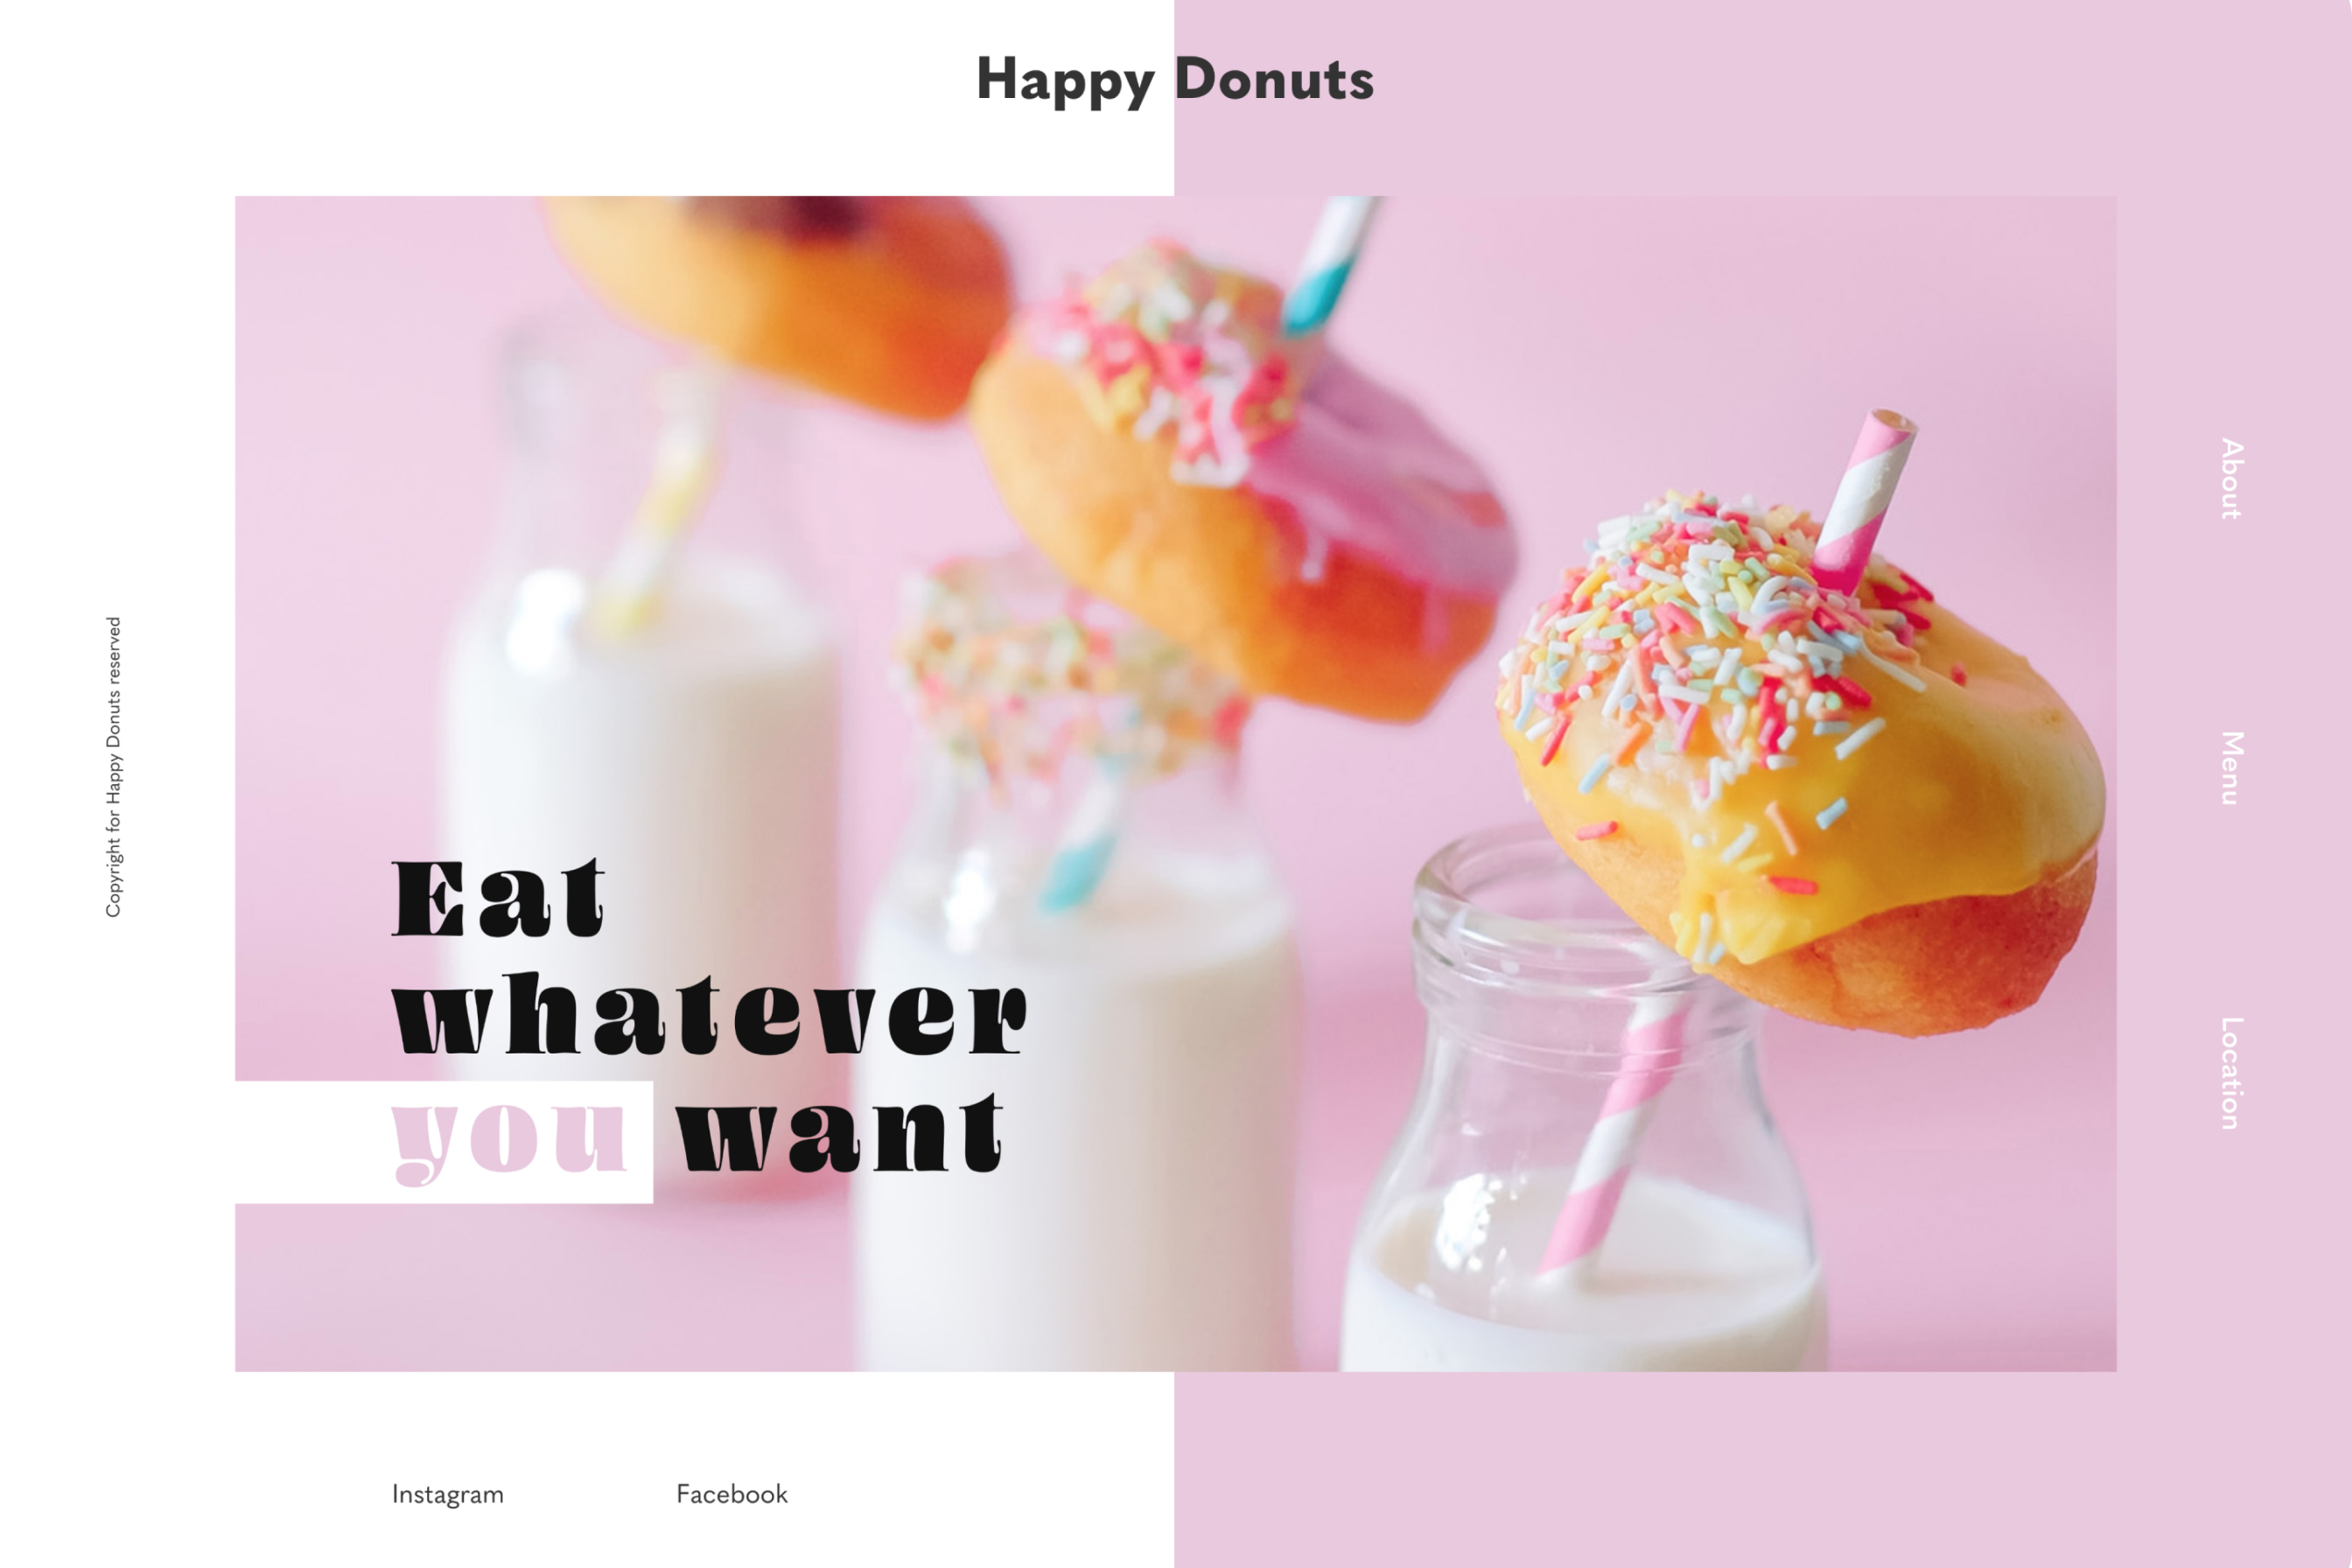 Happy Donuts
About
Menu
Location
Copyright for Happy Donuts reserved
Eat
whatever
you want
Instagram
Facebook